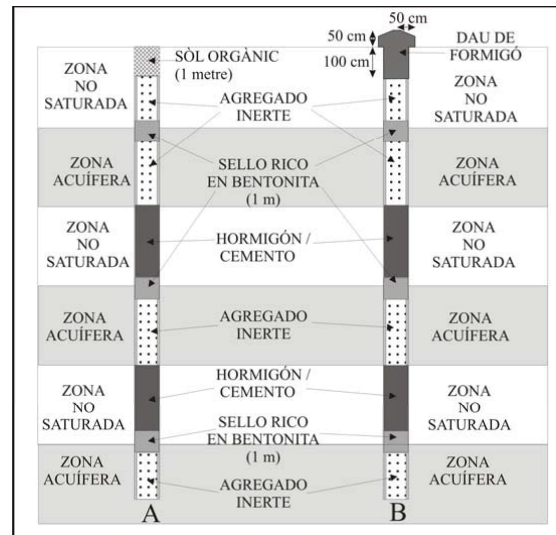 50 cm
50 cm
100 cm
DAU DE
FORMIGÓ
SÒL ORGÀNIC
(1 metre)
ZONA
NO
SATURADA
ZONA
NO
SATURADA
AGREGADO
INERTE
ZONA
ACUÍFERA
SELLO RICO
EN BENTONITA
(1 m)
ZONA
ACUÍFERA
ZONA
NO
SATURADA
HORMIGÓN /
CEMENTO
ZONA
NO
SATURADA
ZONA
ACUÍFERA
AGREGADO
INERTE
ZONA
ACUÍFERA
ZONA
NO
SATURADA
HORMIGÓN /
CEMENTO
ZONA
NO
SATURADA
SELLO RICO
EN BENTONITA
(1 m)
ZONA
ACUÍFERA
AGREGADO
INERTE
ZONA
ACUÍFERA
A
B